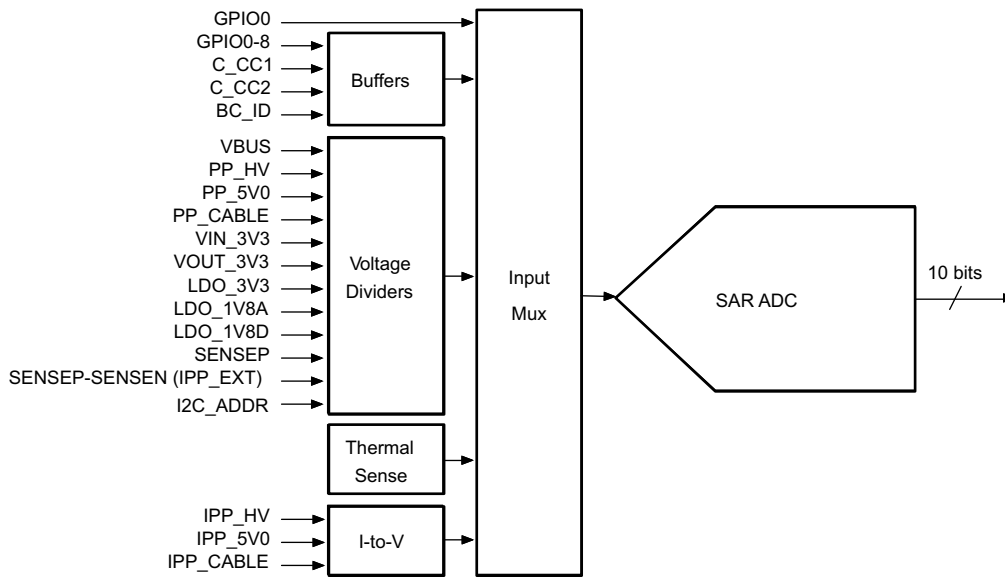 GPIO0
GPIO0-8
C_CC1
C_CC2
BC_ID
Buffers
VBUS
PP_HV
PP_5V0
PP_CABLE
VIN_3V3
VOUT_3V3
LDO_3V3
LDO_1V8A
LDO_1V8D
SENSEP
SENSEP-SENSEN (IPP_EXT)
I2C_ADDR
Voltage
Dividers
Thermal
Sense
IPP_HV
IPP_5V0
IPP_CABLE
I-to-V
Input
Mux
SAR ADC
10 bits